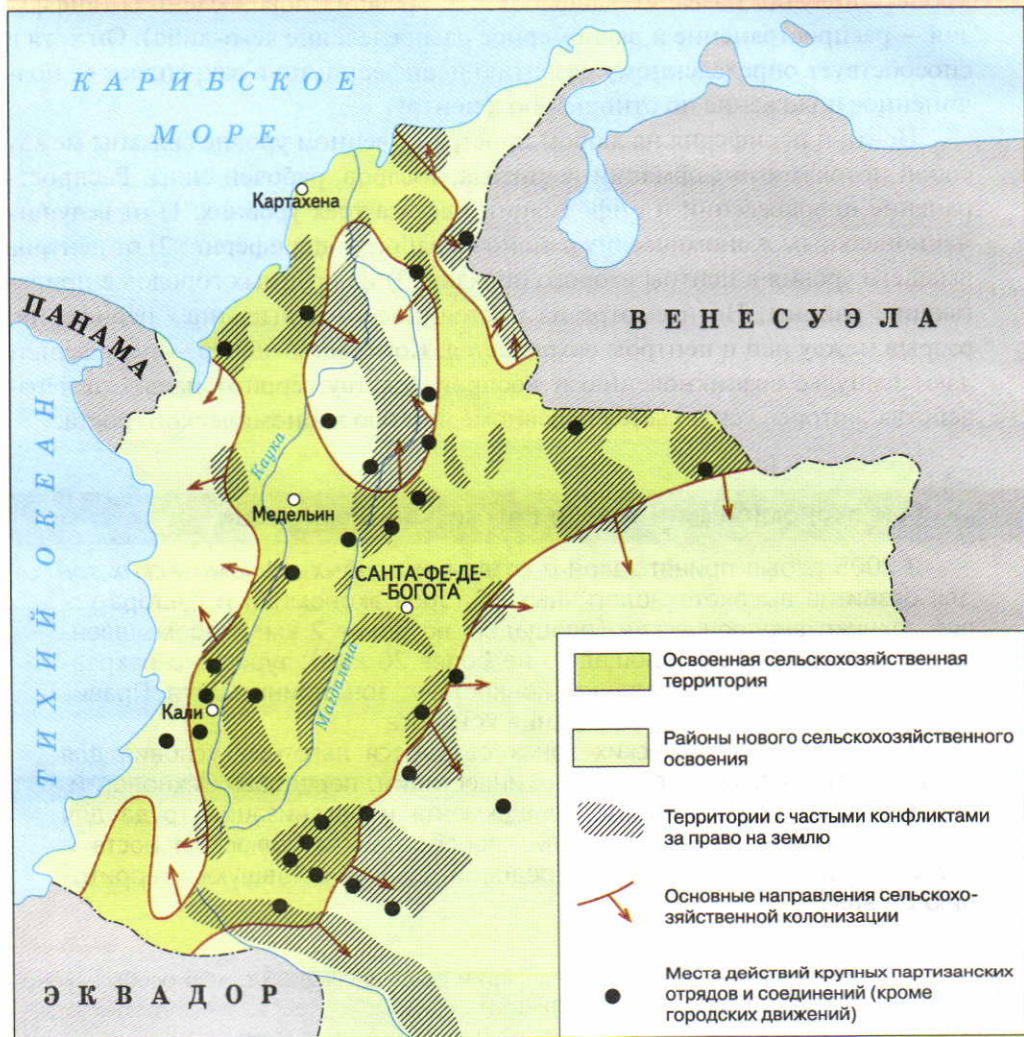 КАРИБСКОЕ
МОРЕ
Картахена
ПАНАМА
ВЕНЕСУЭЛА
ТИХИЙ ОКЕАН
Каука
Медельин
САНТА-ФЕ-ДЕ-
-БОГОТА
Магдалена
Кали
ЭКВАДОР
Освоенная сельскохозяйственная
территория
Районы нового сельскохозяйственного
освоения
Территории с частыми конфликтами
за право на землю
Основные направления сельскохо-
зяйственной колонизации
Места действий крупных партизанских
отрядов и соединений (кроме
городских движений)